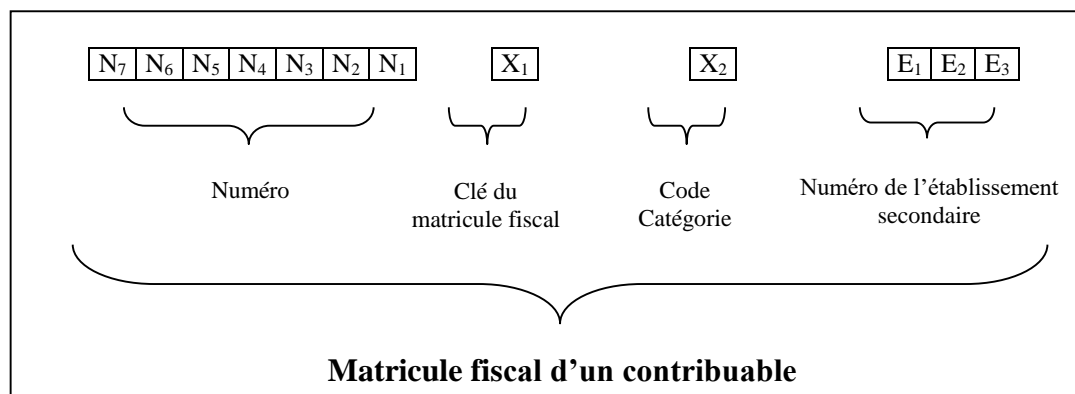 N₇ N₆ N₅ N₄ N₃ N₂ N₁ X₁ X₂ E₁ E₂ E₃
Numéro
Clé du
matricule fiscal
Code
Catégorie
Numéro de l’établissement
secondaire
Matricule fiscal d’un contribuable